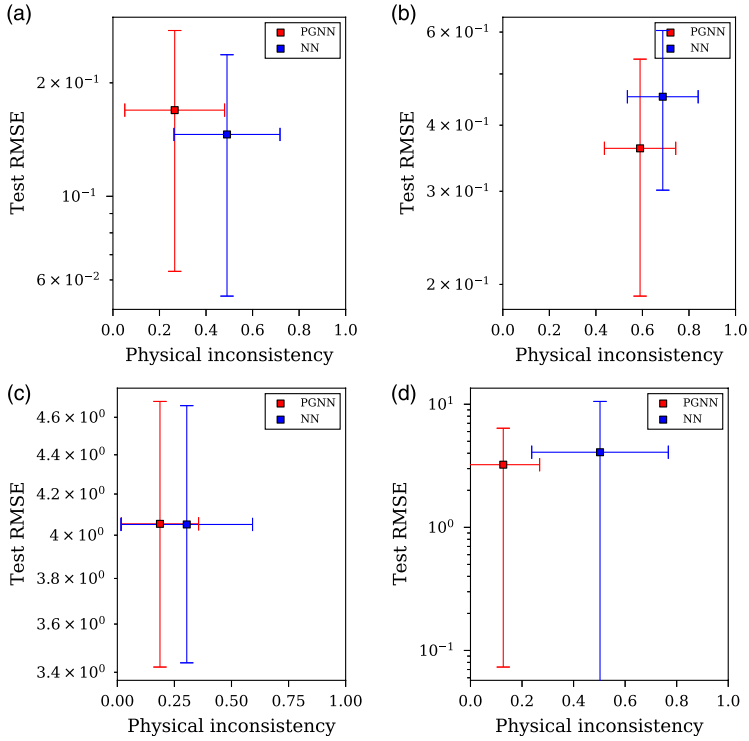 (a)
PGNN
NN
2 × 10⁻¹
10⁻¹
6 × 10⁻²
Test RMSE
0.0 0.2 0.4 0.6 0.8 1.0
Physical inconsistency
(b)
PGNN
NN
6 × 10⁻¹
4 × 10⁻¹
3 × 10⁻¹
2 × 10⁻¹
Test RMSE
0.0 0.2 0.4 0.6 0.8 1.0
Physical inconsistency
(c)
PGNN
NN
4.6 × 10⁰
4.4 × 10⁰
4.2 × 10⁰
4 × 10⁰
3.8 × 10⁰
3.6 × 10⁰
3.4 × 10⁰
Test RMSE
0.00 0.25 0.50 0.75 1.00
Physical inconsistency
(d)
PGNN
NN
10¹
10⁰
10⁻¹
Test RMSE
0.0 0.2 0.4 0.6 0.8 1.0
Physical inconsistency